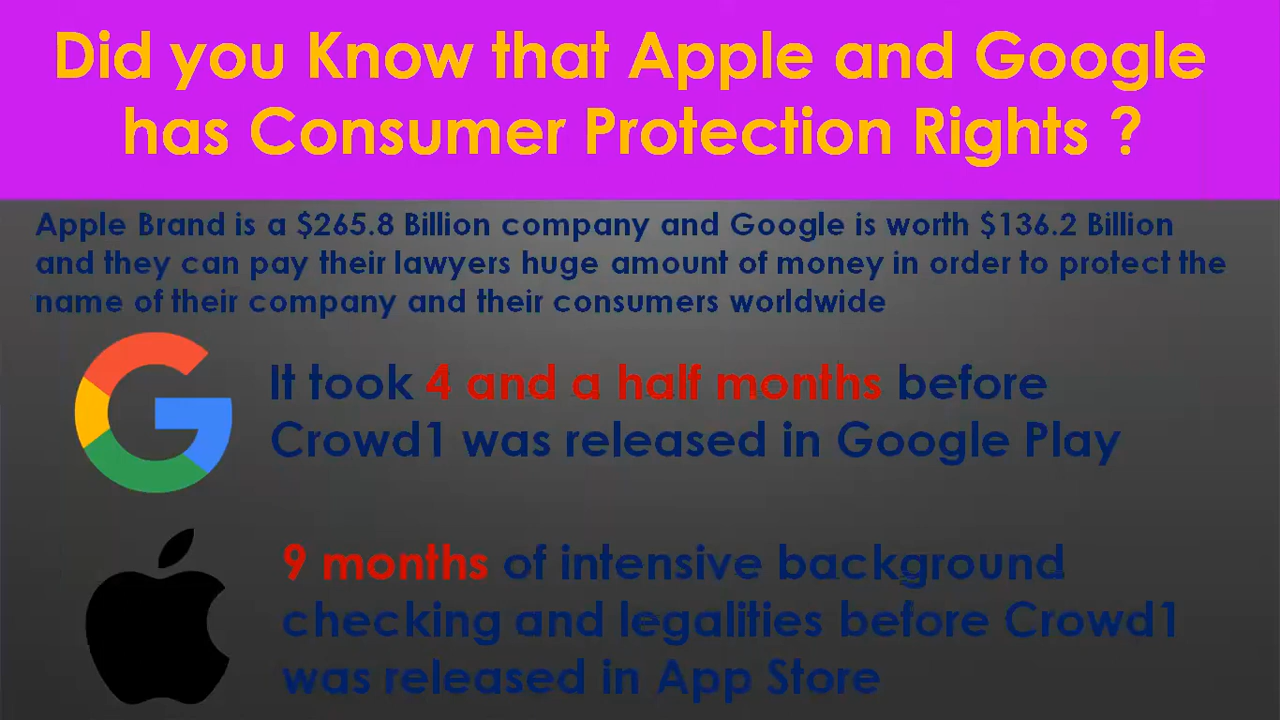 Did you Know that Apple and Google
has Consumer Protection Rights ?
Apple Brand is a $265.8 Billion company and Google is worth $136.2 Billion
and they can pay their lawyers huge amount of money in order to protect the
name of their company and their consumers worldwide
It took 4 and a half months before
Crowd1 was released in Google Play
9 months of intensive background
checking and legalities before Crowd1
was released in App Store